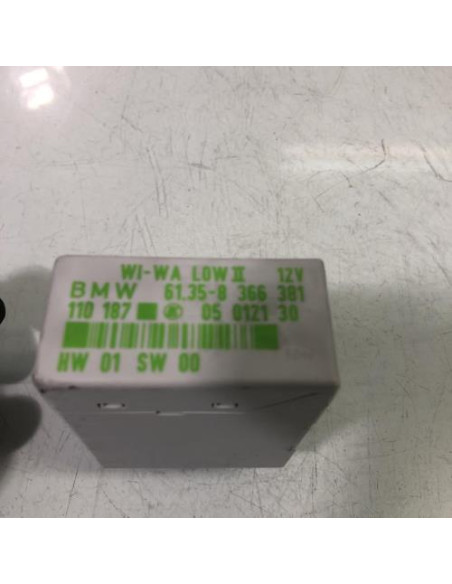 WI-WA LOW II 12V
BMW 61.35-8 366 381
110 187 05 0121 30
HW 01 SW 00